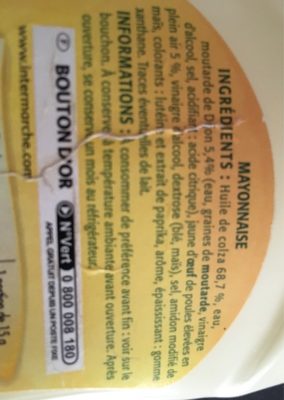 MAYONNAISE
INGRÉDIENTS : Huile de colza 68,7 %, eau,
moutarde de Dijon 5,4% (eau, graines de moutarde, vinaigre
d'alcool, sel, acidifiant : acide citrique), jaune d'œuf de poules élevées en
plein air 5 %, vinaigre d'alcool, dextrose (blé, maïs), sel, amidon modifié de
maïs, colorants : lutéine et extrait de paprika, arôme, épaississant : gomme
xanthane. Traces éventuelles de lait.
INFORMATIONS : A consommer de préférence avant fin : voir sur le
bouchon. À conserver à température ambiante avant ouverture. Après
ouverture, se conserve un mois au réfrigérateur.
BOUTON D'OR N°Vert 0 800 008 180
APPEL GRATUIT DEPUIS UN POSTE FIXE
www.intermarche.com
15 g